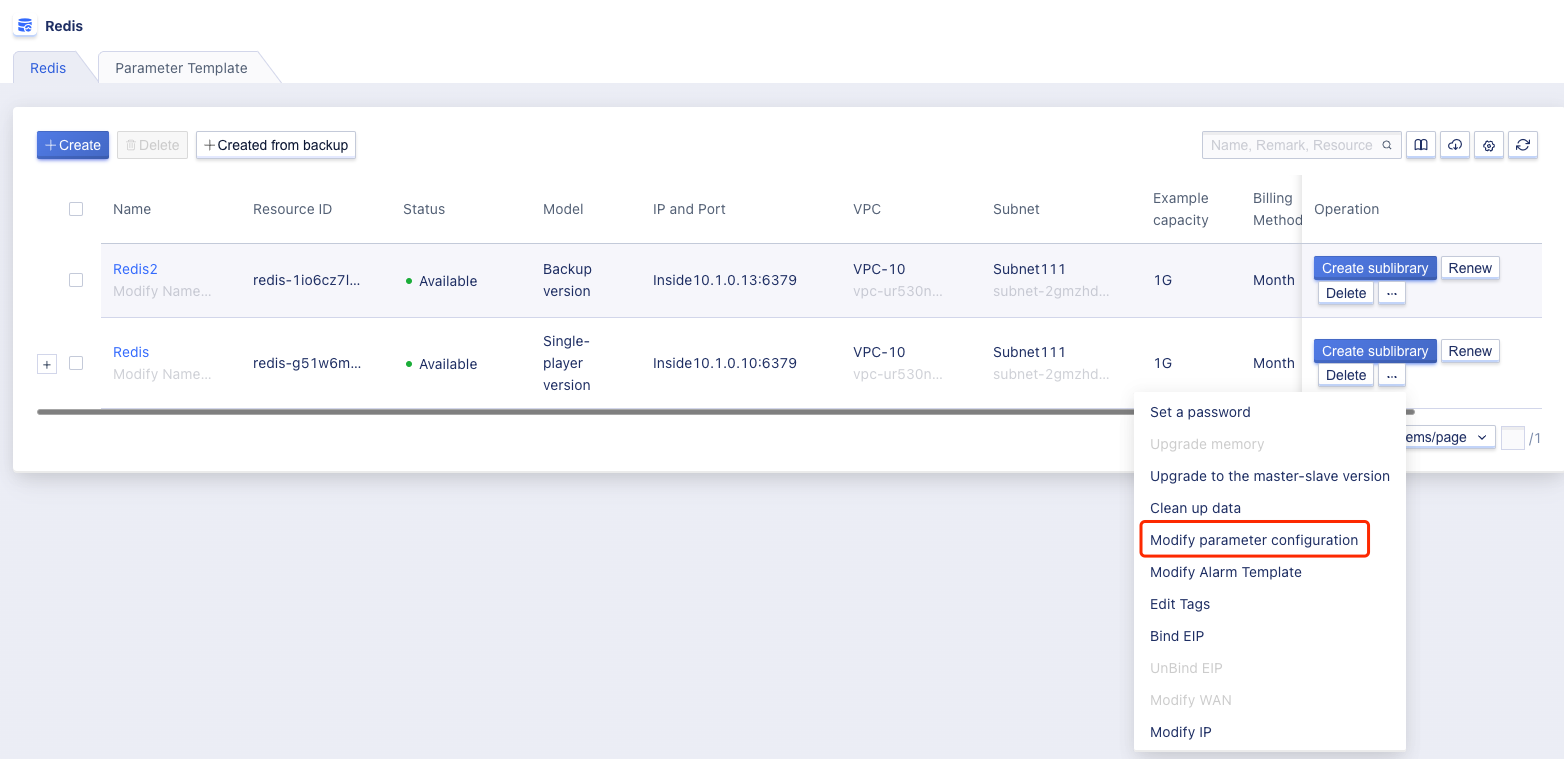 Redis
Redis
Parameter Template
Create
Delete
Created from backup
Name, Remark, Resource
Name
Resource ID
Status
Model
IP and Port
VPC
Subnet
Example
capacity
Billing
Method
Operation
Redis2
Modify Name...
redis-1io6cz7l...
Available
Backup
version
Inside10.1.0.13:6379
VPC-10
vpc-ur530n...
Subnet111
subnet-2gmzhd...
1G
Month
Create sublibrary
Renew
Delete
...
Redis
Modify Name...
redis-g51w6m...
Available
Single-
player
version
Inside10.1.0.10:6379
VPC-10
vpc-ur530n...
Subnet111
subnet-2gmzhd...
1G
Month
Create sublibrary
Renew
Delete
...
Set a password
Upgrade memory
Upgrade to the master-slave version
Clean up data
Modify parameter configuration
Modify Alarm Template
Edit Tags
Bind EIP
UnBind EIP
Modify WAN
Modify IP
ems/page
/1